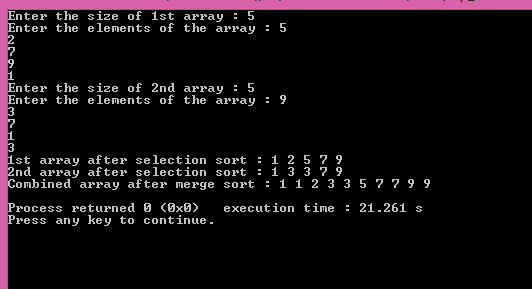 Enter the size of 1st array : 5
Enter the elements of the array : 5
2
7
9
1
Enter the size of 2nd array : 5
Enter the elements of the array : 9
3
7
1
3
1st array after selection sort : 1 2 5 7 9
2nd array after selection sort : 1 3 3 7 9
Combined array after merge sort : 1 1 2 3 3 5 7 7 9 9
Process returned 0 (0x0)   execution time : 21.261 s
Press any key to continue.